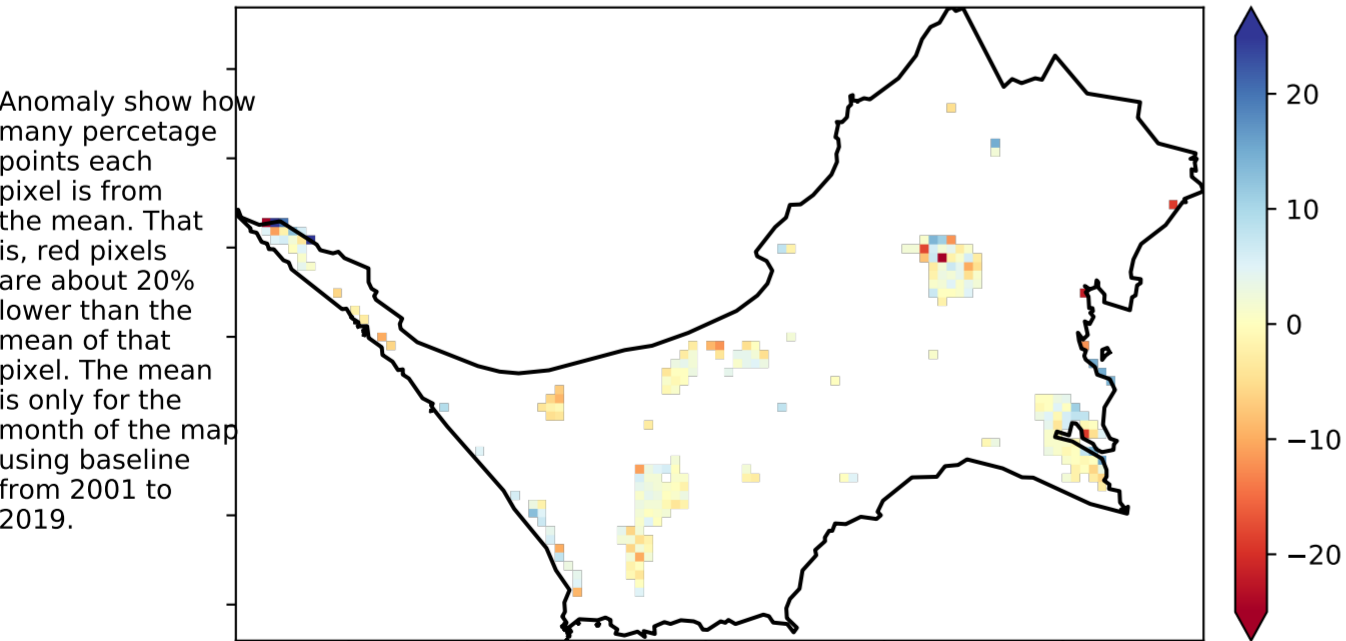 Anomaly show how
many percetage
points each
pixel is from
the mean. That
is, red pixels
are about 20%
lower than the
mean of that
pixel. The mean
is only for the
month of the map
using baseline
from 2001 to
2019.
20
10
0
−10
−20